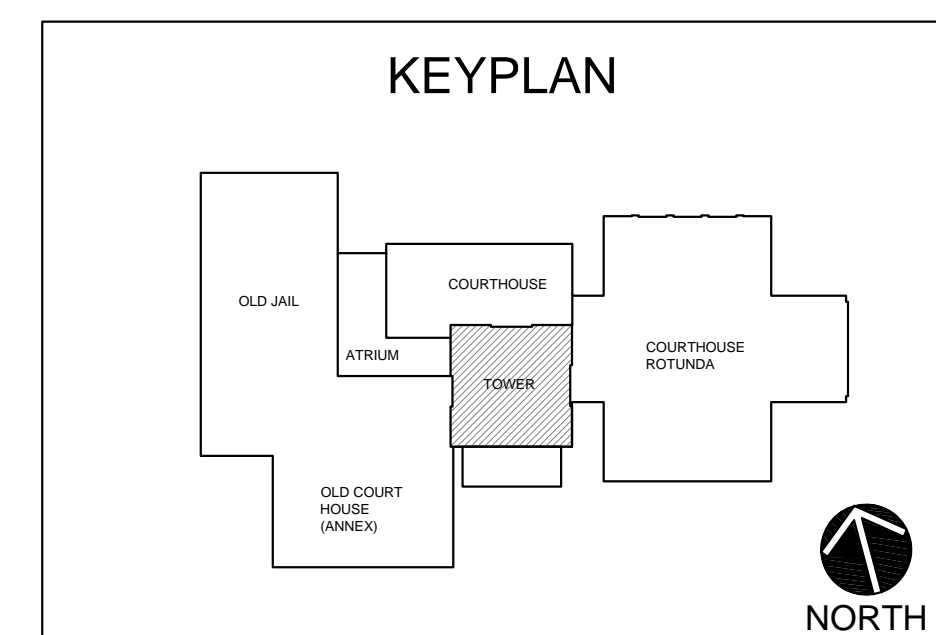 KEYPLAN
OLD JAIL
COURTHOUSE
ATRIUM
TOWER
COURTHOUSE
ROTUNDA
OLD COURT
HOUSE
(ANNEX)
NORTH